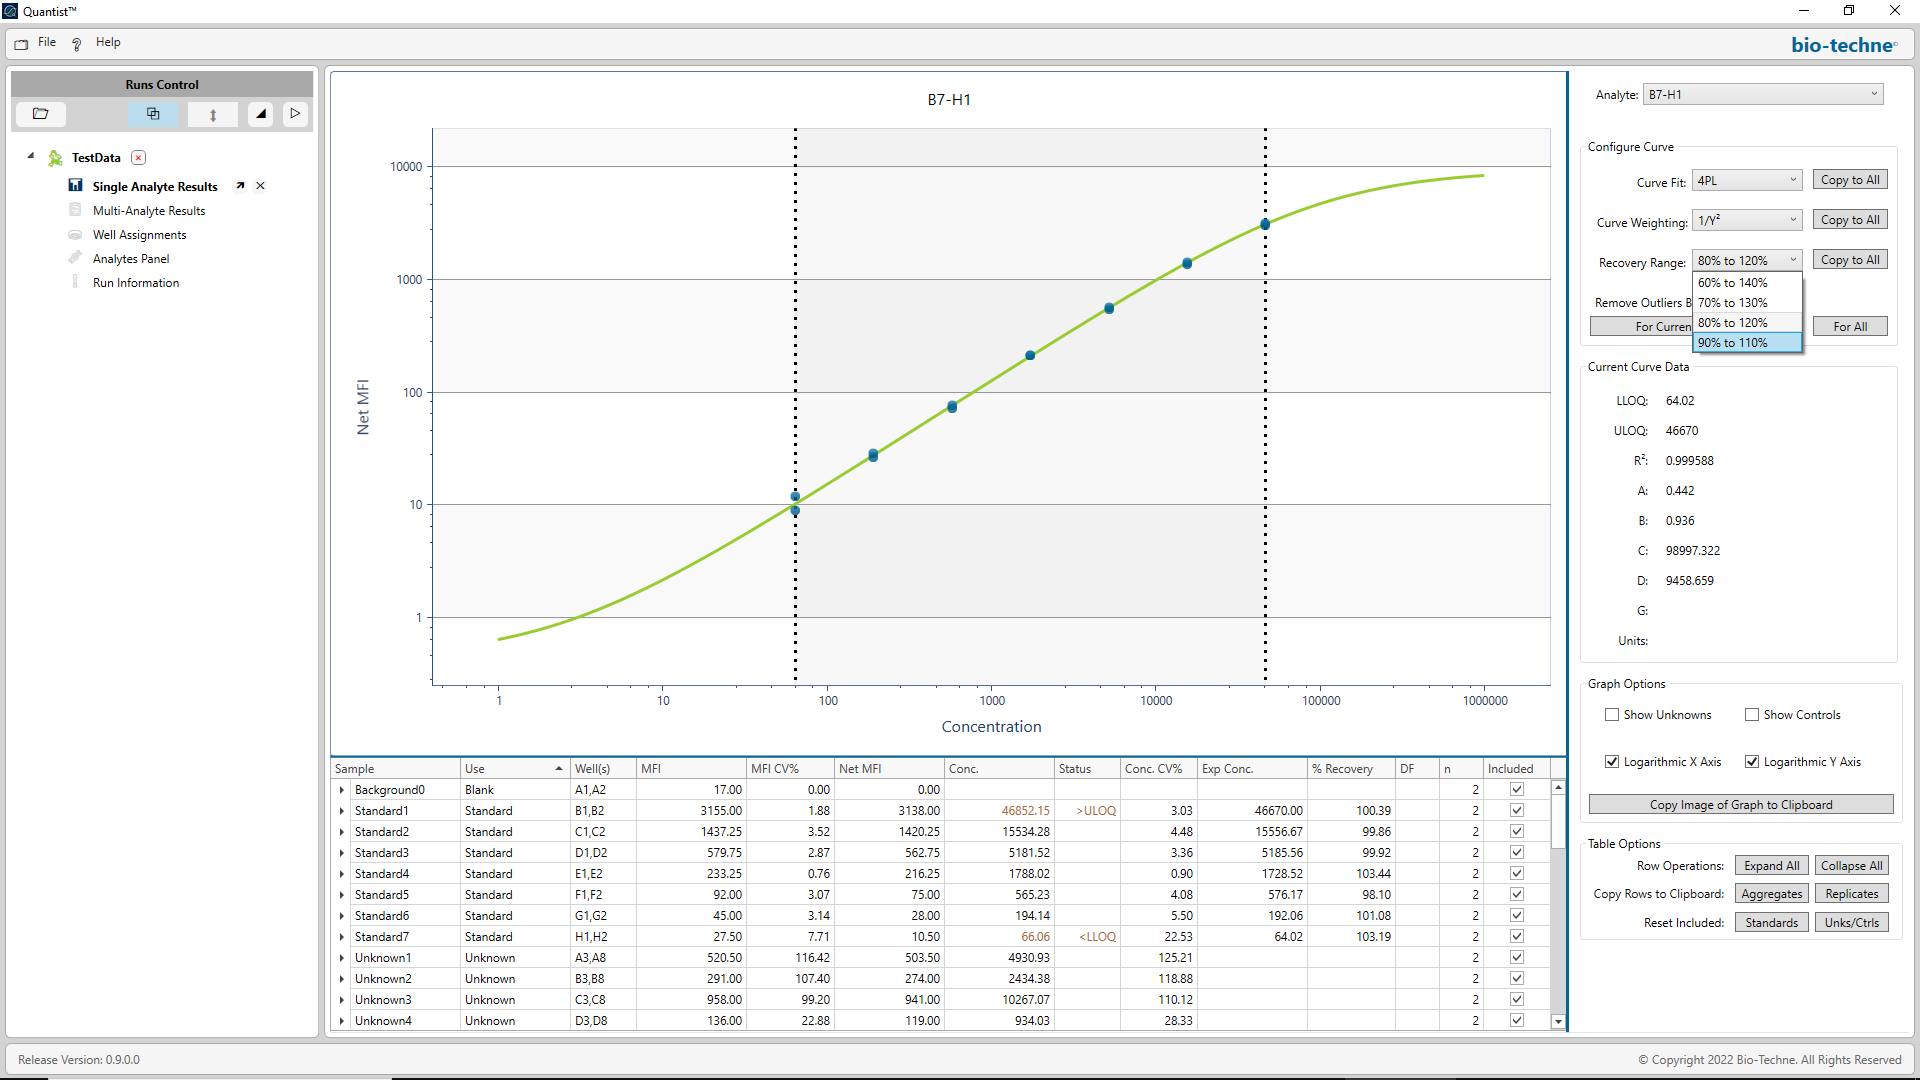 Quantist™
File Help
bio-techne®
Runs Control
TestData
Single Analyte Results
Multi-Analyte Results
Well Assignments
Analytes Panel
Run Information
B7-H1
Net MFI
10000
1000
100
10
1
1 10 100 1000 10000 100000 1000000
Concentration
Sample Use Well(s) MFI MFI CV% Net MFI Conc. Status Conc. CV% Exp Conc. % Recovery DF n Included
Background0 Blank A1,A2 17.00 0.00 0.00 2
Standard1 Standard B1,B2 3155.00 1.88 3138.00 46852.15 >ULOQ 3.03 46670.00 100.39 2
Standard2 Standard C1,C2 1437.25 3.52 1420.25 15534.28 4.48 15556.67 99.86 2
Standard3 Standard D1,D2 579.75 2.87 562.75 5181.52 3.36 5185.56 99.92 2
Standard4 Standard E1,E2 233.25 0.76 216.25 1788.02 0.90 1728.52 103.44 2
Standard5 Standard F1,F2 92.00 3.07 75.00 565.23 4.08 576.17 98.10 2
Standard6 Standard G1,G2 45.00 3.14 28.00 194.14 5.50 192.06 101.08 2
Standard7 Standard H1,H2 27.50 7.71 10.50 66.06 <LLOQ 22.53 64.02 103.19 2
Unknown1 Unknown A3,A8 520.50 116.42 503.50 4930.93 125.21 2
Unknown2 Unknown B3,B8 291.00 107.40 274.00 2434.38 118.88 2
Unknown3 Unknown C3,C8 958.00 99.20 941.00 10267.07 110.12 2
Unknown4 Unknown D3,D8 136.00 22.88 119.00 934.03 28.33 2
Analyte: B7-H1
Configure Curve
Curve Fit: 4PL Copy to All
Curve Weighting: 1/Y² Copy to All
Recovery Range: 80% to 120% Copy to All
60% to 140%
Remove Outliers B 70% to 130%
80% to 120%
For Curren For All
90% to 110%
Current Curve Data
LLOQ: 64.02
ULOQ: 46670
R²: 0.999588
A: 0.442
B: 0.936
C: 98997.322
D: 9458.659
G:
Units:
Graph Options
Show Unknowns Show Controls
Logarithmic X Axis Logarithmic Y Axis
Copy Image of Graph to Clipboard
Table Options
Row Operations: Expand All Collapse All
Copy Rows to Clipboard: Aggregates Replicates
Reset Included: Standards Unks/Ctrls
Release Version: 0.9.0.0
© Copyright 2022 Bio-Techne. All Rights Reserved